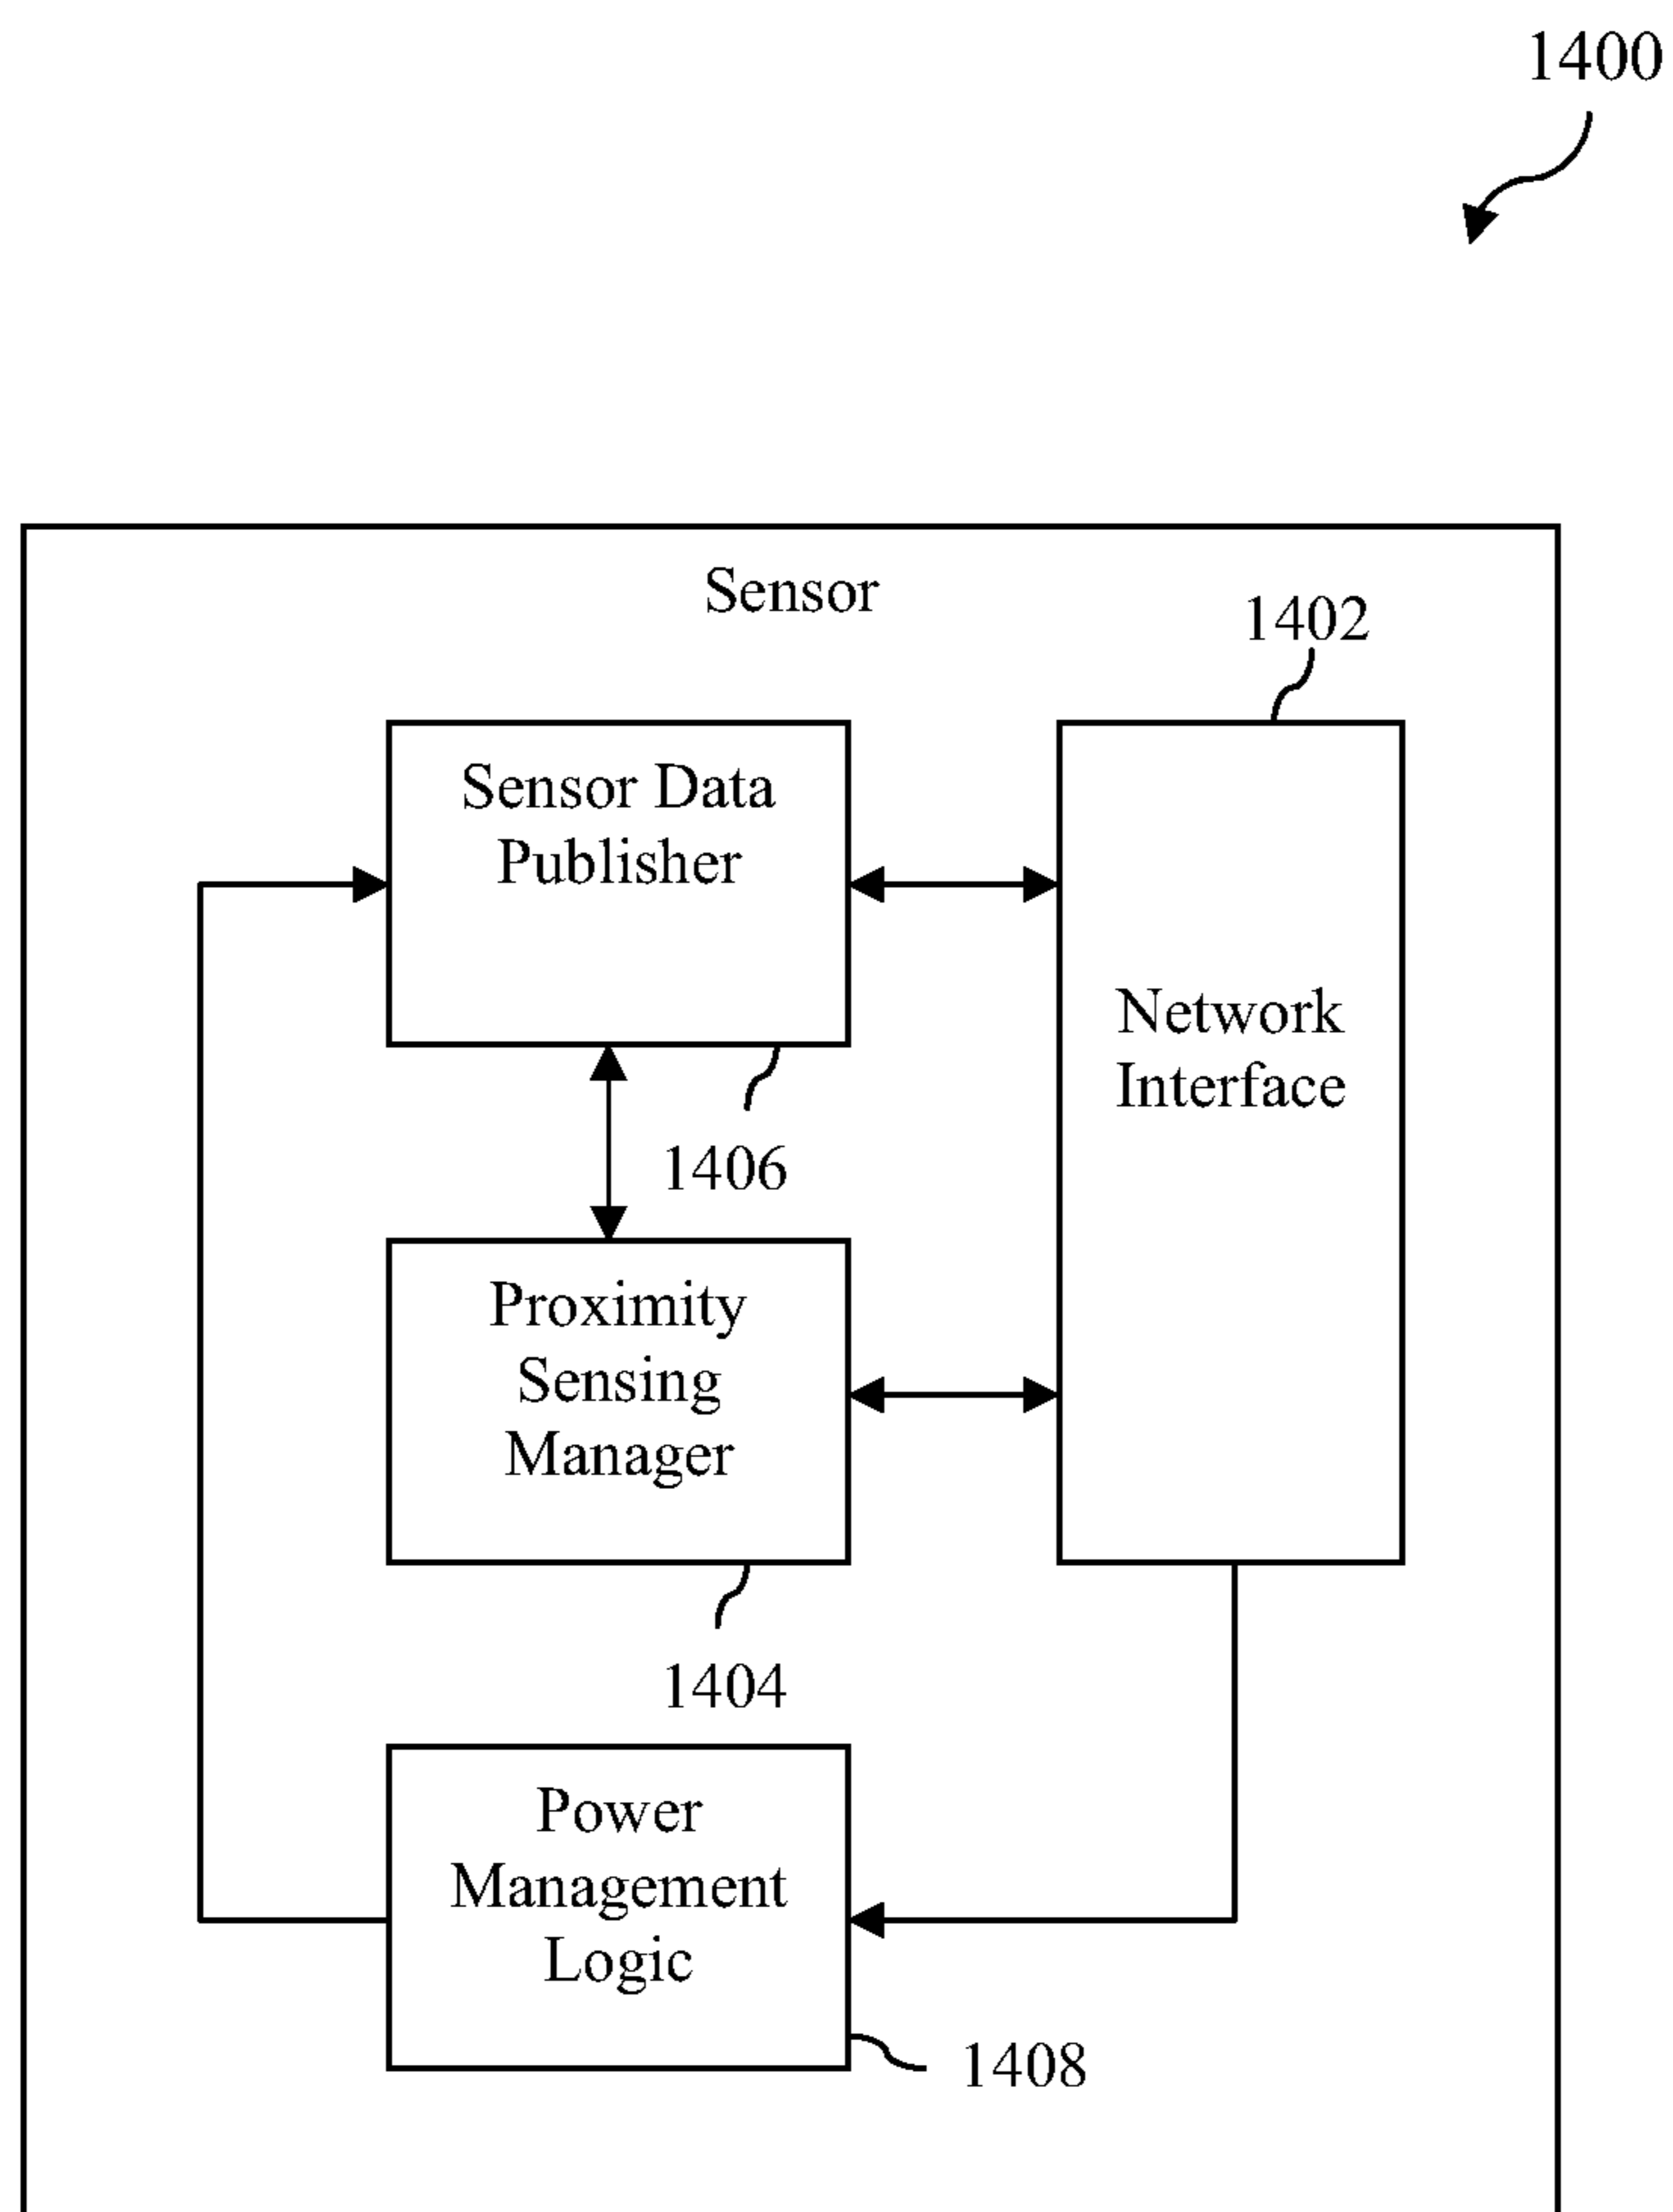 1400
Sensor
1402
Sensor Data
Publisher
Network
Interface
1406
Proximity
Sensing
Manager
1404
Power
Management
Logic
1408